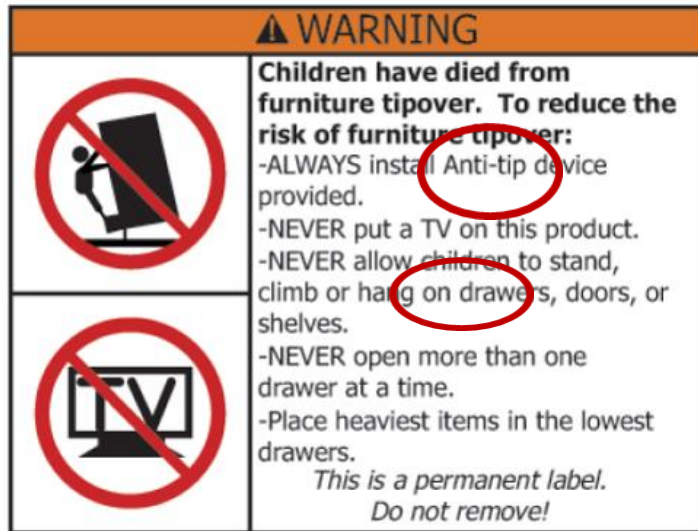 WARNING
Children have died from
furniture tipover. To reduce the
risk of furniture tipover:
-ALWAYS install Anti-tip device
provided.
-NEVER put a TV on this product.
-NEVER allow children to stand,
climb or hang on drawers, doors, or
shelves.
-NEVER open more than one
drawer at a time.
-Place heaviest items in the lowest
drawers.
This is a permanent label.
Do not remove!
TV